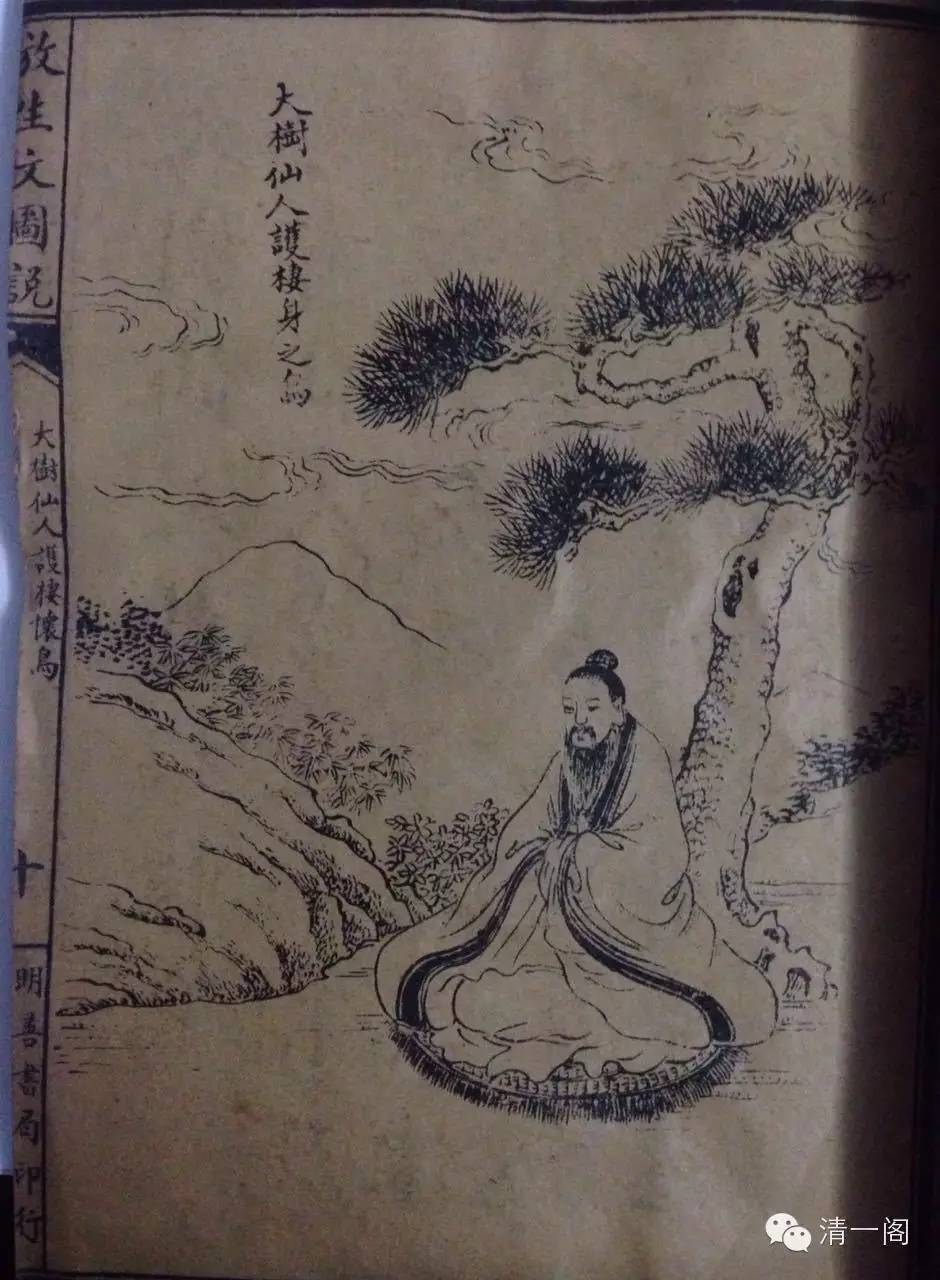 大樹仙人護棲身之鳥
放生文圖説
大樹仙人護棲懷鳥
十
明善書局印行
清一阁